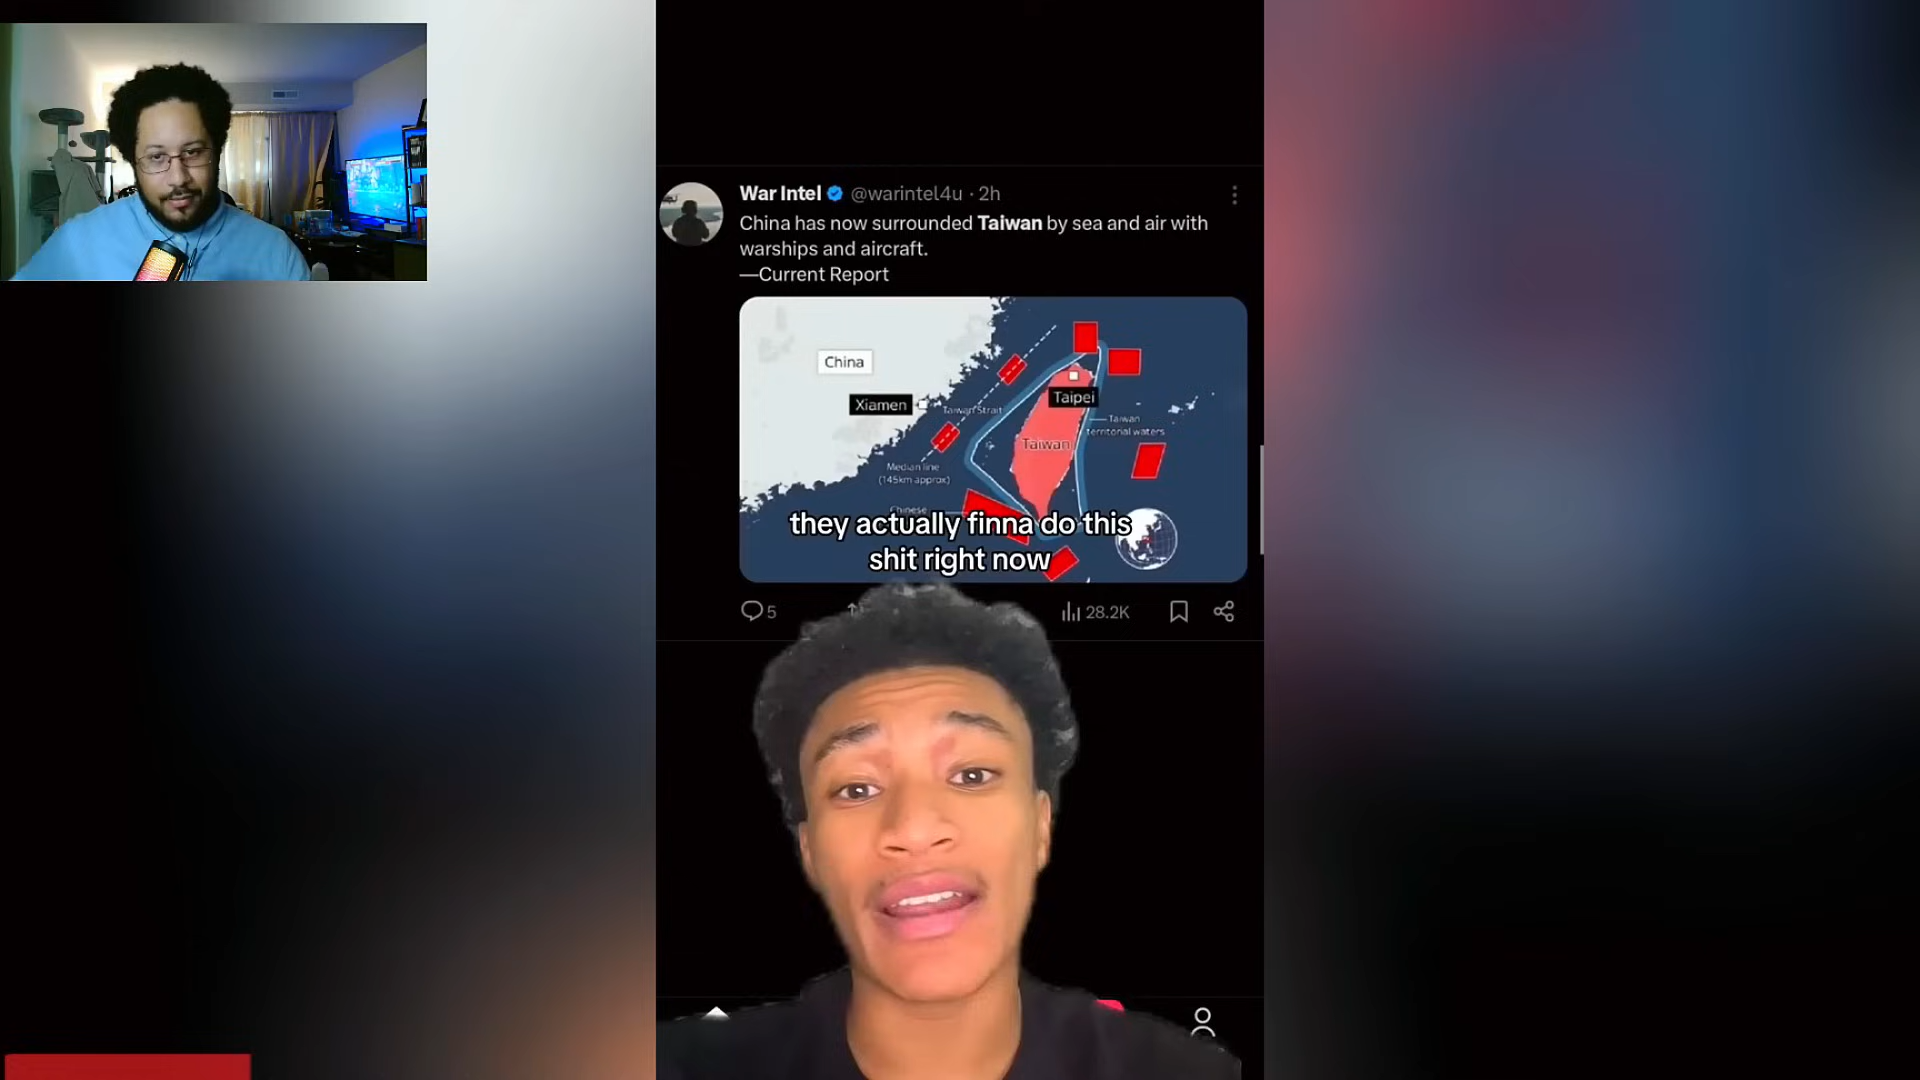 War Intel @warintel4u · 2h
China has now surrounded Taiwan by sea and air with
warships and aircraft.
—Current Report
China
Xiamen
Taiwan Strait
Taipei
Taiwan
territorial waters
Taiwan
Median line
(145km approx)
Chinese
they actually finna do this
shit right now
5
28.2K